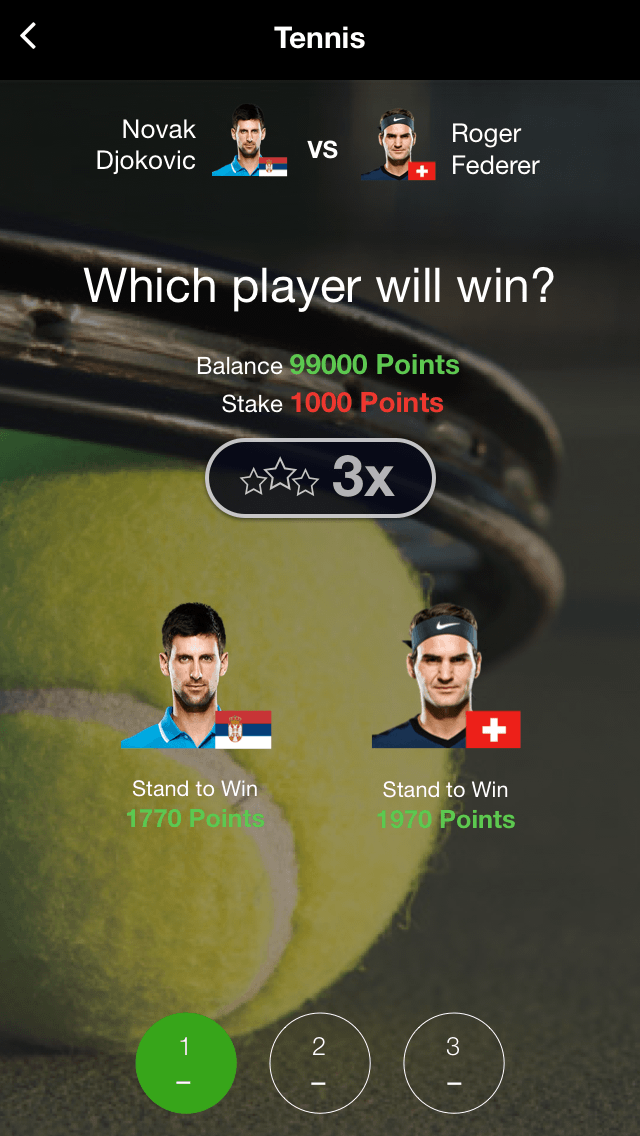 Tennis
Novak
Djokovic
VS
Roger
Federer
Which player will win?
Balance 99000 Points
Stake 1000 Points
3x
Stand to Win
1770 Points
Stand to Win
1970 Points
1
–
2
–
3
–